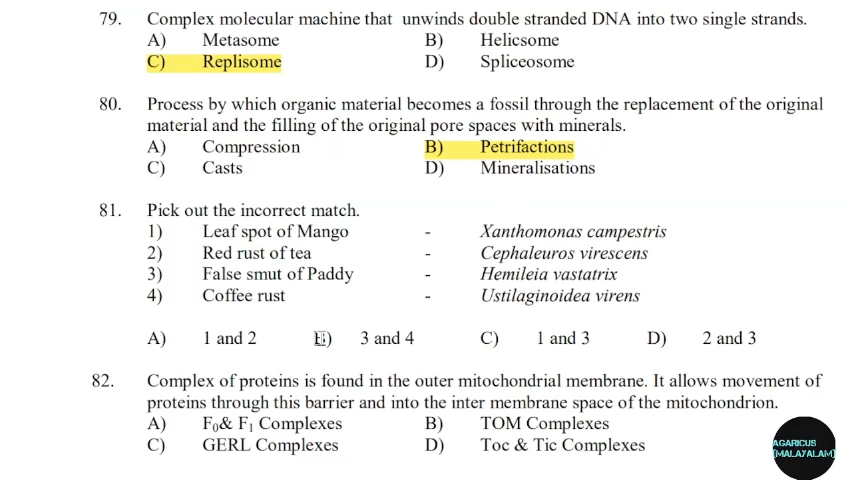 79. Complex molecular machine that unwinds double stranded DNA into two single strands.
A) Metasome B) Helicsome
C) Replisome D) Spliceosome
80. Process by which organic material becomes a fossil through the replacement of the original
material and the filling of the original pore spaces with minerals.
A) Compression B) Petrifactions
C) Casts D) Mineralisations
81. Pick out the incorrect match.
1) Leaf spot of Mango - Xanthomonas campestris
2) Red rust of tea - Cephaleuros virescens
3) False smut of Paddy - Hemileia vastatrix
4) Coffee rust - Ustilaginoidea virens
A) 1 and 2 B) 3 and 4 C) 1 and 3 D) 2 and 3
82. Complex of proteins is found in the outer mitochondrial membrane. It allows movement of
proteins through this barrier and into the inter membrane space of the mitochondrion.
A) F₀& F₁ Complexes B) TOM Complexes
C) GERL Complexes D) Toc & Tic Complexes
AGARICUS
[MALAYALAM]